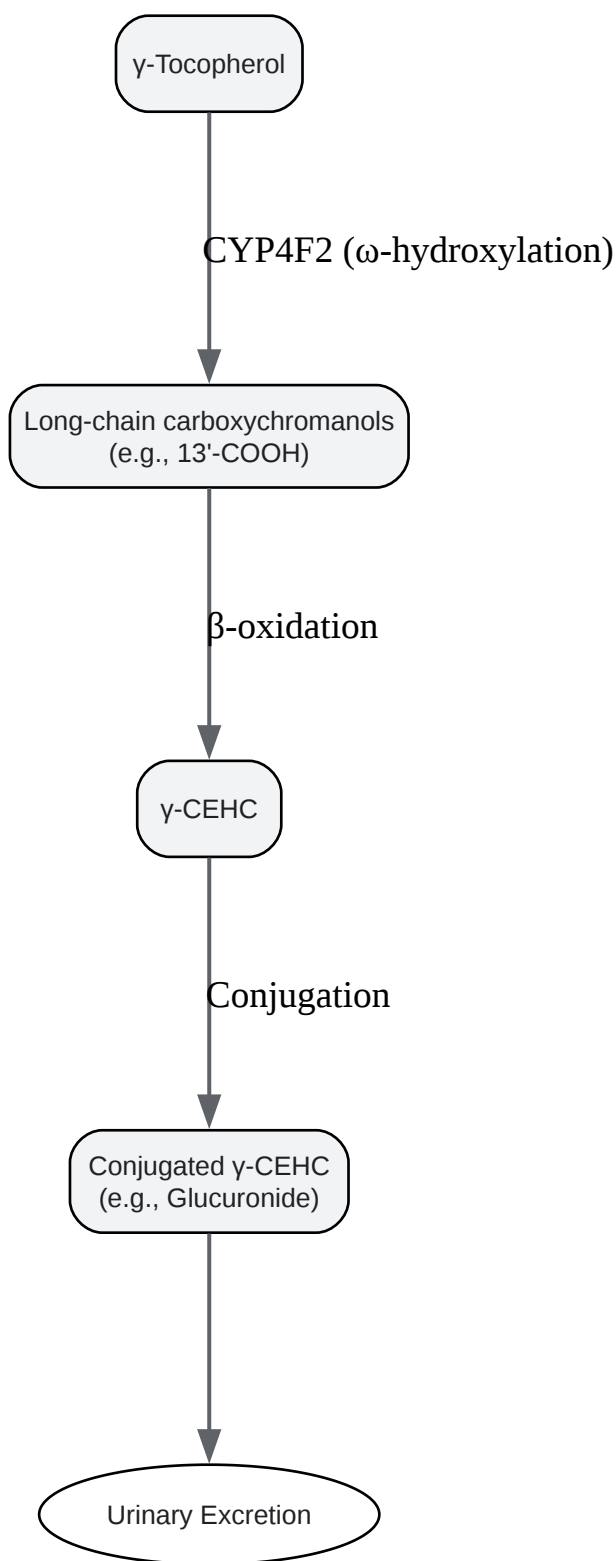 γ-Tocopherol
CYP4F2 (ω-hydroxylation)
Long-chain carboxychromanols
(e.g., 13'-COOH)
β-oxidation
γ-CEHC
Conjugation
Conjugated γ-CEHC
(e.g., Glucuronide)
Urinary Excretion